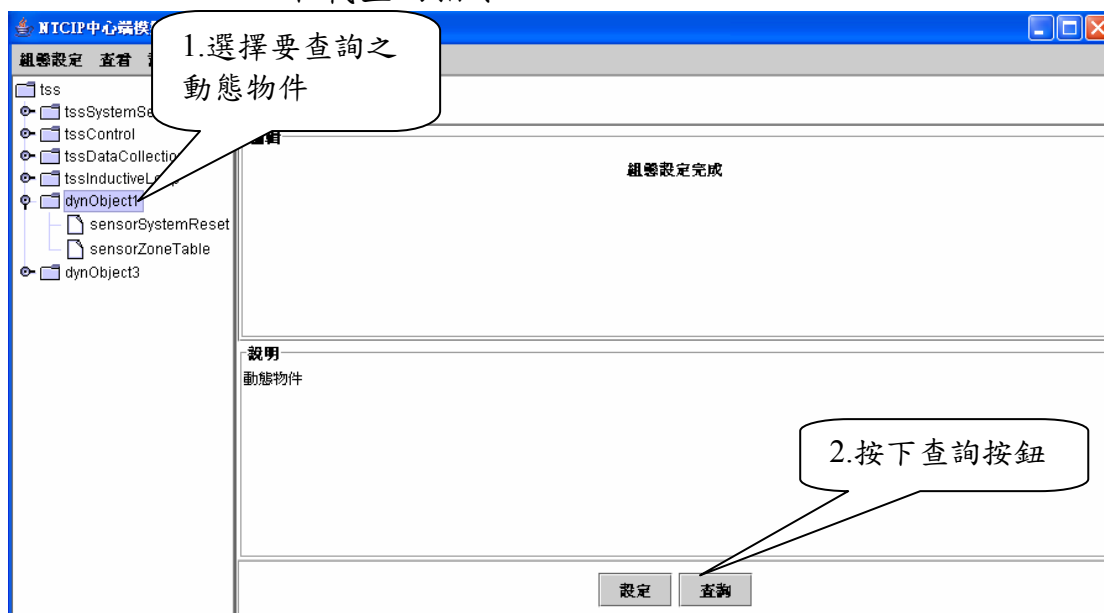 NTCIP中心端模
1.選擇要查詢之
動態物件
組態設定 查看
tss
tssSystemSe
tssControl
tssDataCollectio
tssInductiveLoop
dynObject1
sensorSystemReset
sensorZoneTable
dynObject3
編輯
組態設定完成
說明
動態物件
2.按下查詢按鈕
設定 查詢